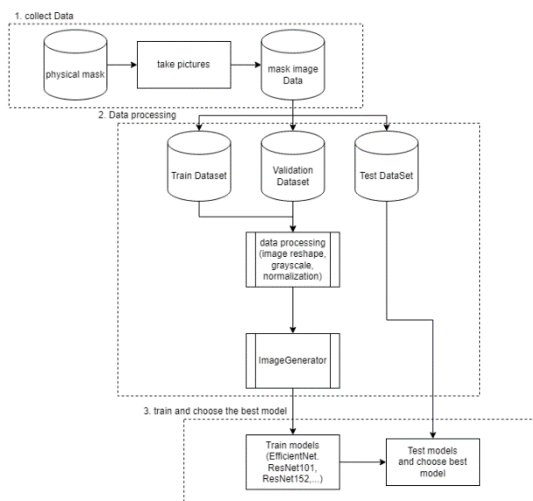 1. collect Data
physical mask
take pictures
mask image
Data
2. Data processing
Train Dataset
Validation
Dataset
Test DataSet
data processing
(image reshape,
grayscale,
normalization)
ImageGenerator
3. train and choose the best model
Train models
(EfficientNet.
ResNet101,
ResNet152,...)
Test models
and choose best
model